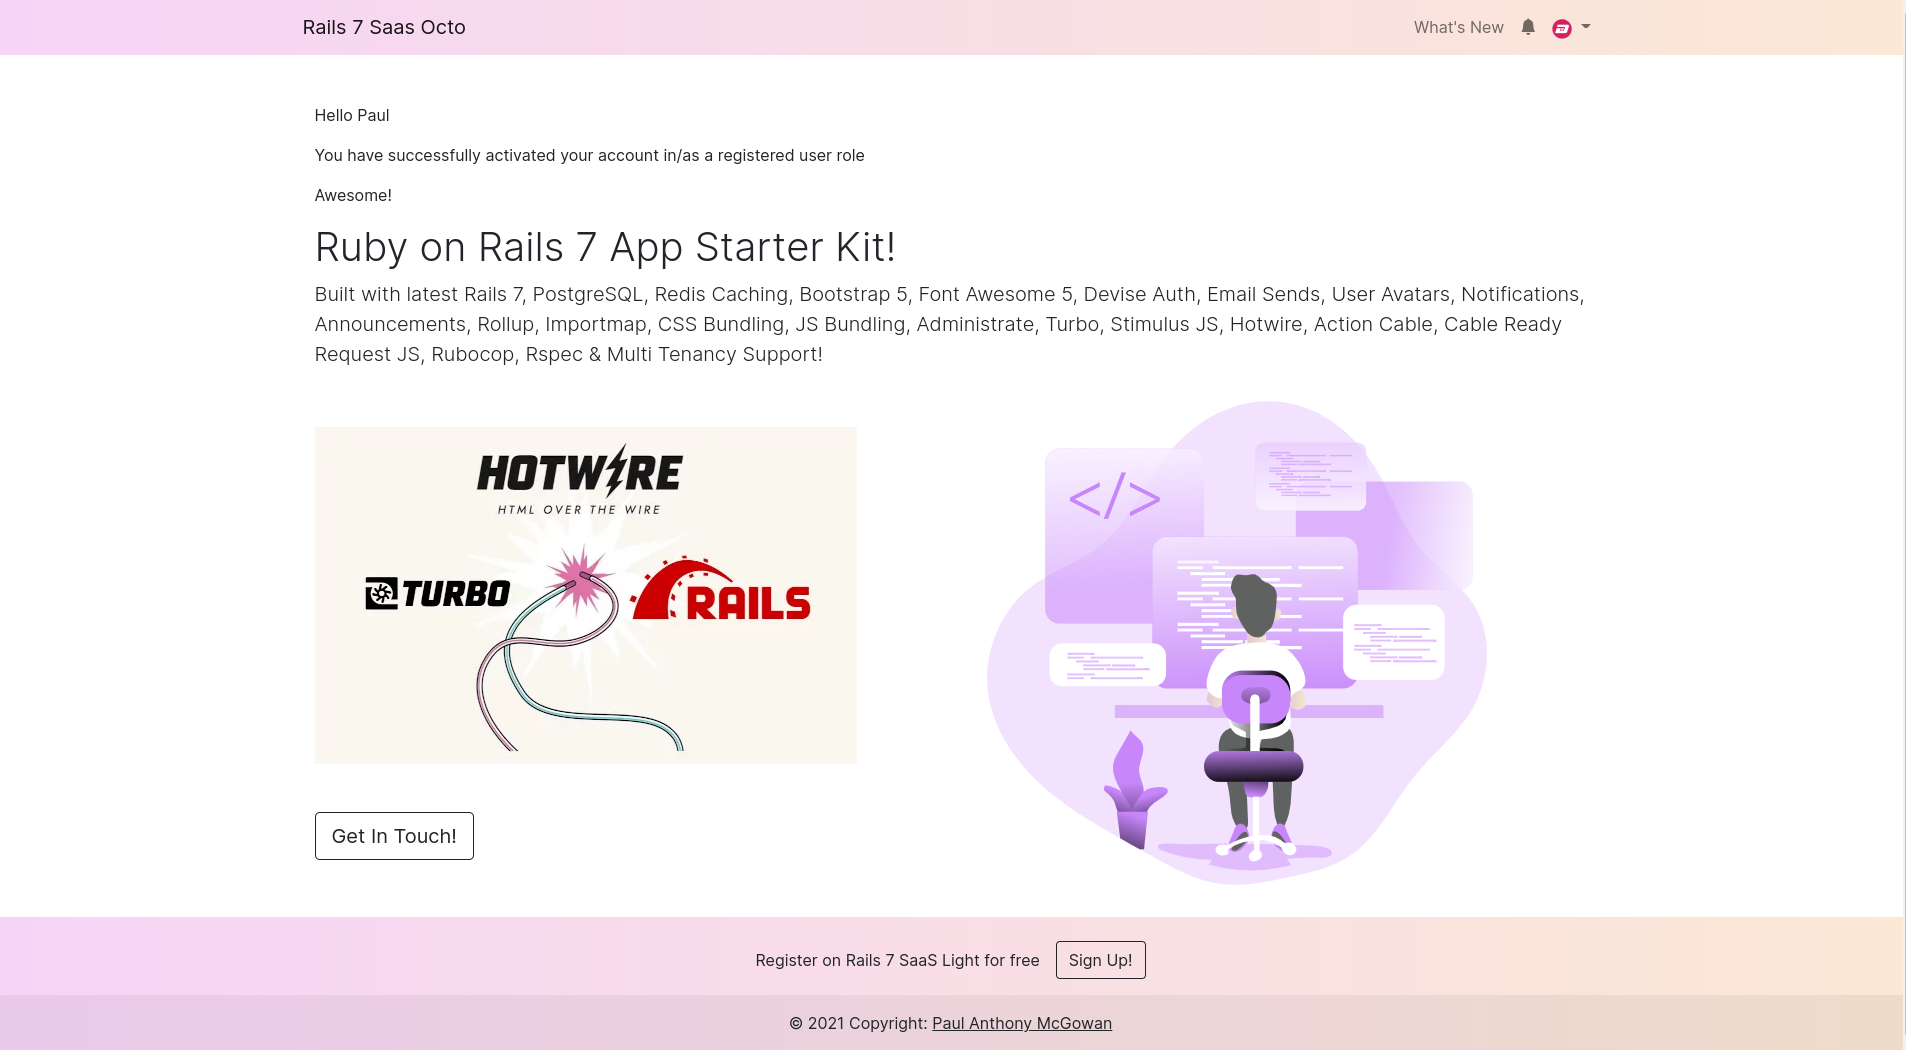 Rails 7 Saas Octo
What's New
Hello Paul
You have successfully activated your account in/as a registered user role
Awesome!
Ruby on Rails 7 App Starter Kit!
Built with latest Rails 7, PostgreSQL, Redis Caching, Bootstrap 5, Font Awesome 5, Devise Auth, Email Sends, User Avatars, Notifications,
Announcements, Rollup, Importmap, CSS Bundling, JS Bundling, Administrate, Turbo, Stimulus JS, Hotwire, Action Cable, Cable Ready
Request JS, Rubocop, Rspec & Multi Tenancy Support!
HOTWIRE
HTML OVER THE WIRE
TURBO
RAILS
</>
Get In Touch!
Register on Rails 7 SaaS Light for free
Sign Up!
© 2021 Copyright: Paul Anthony McGowan